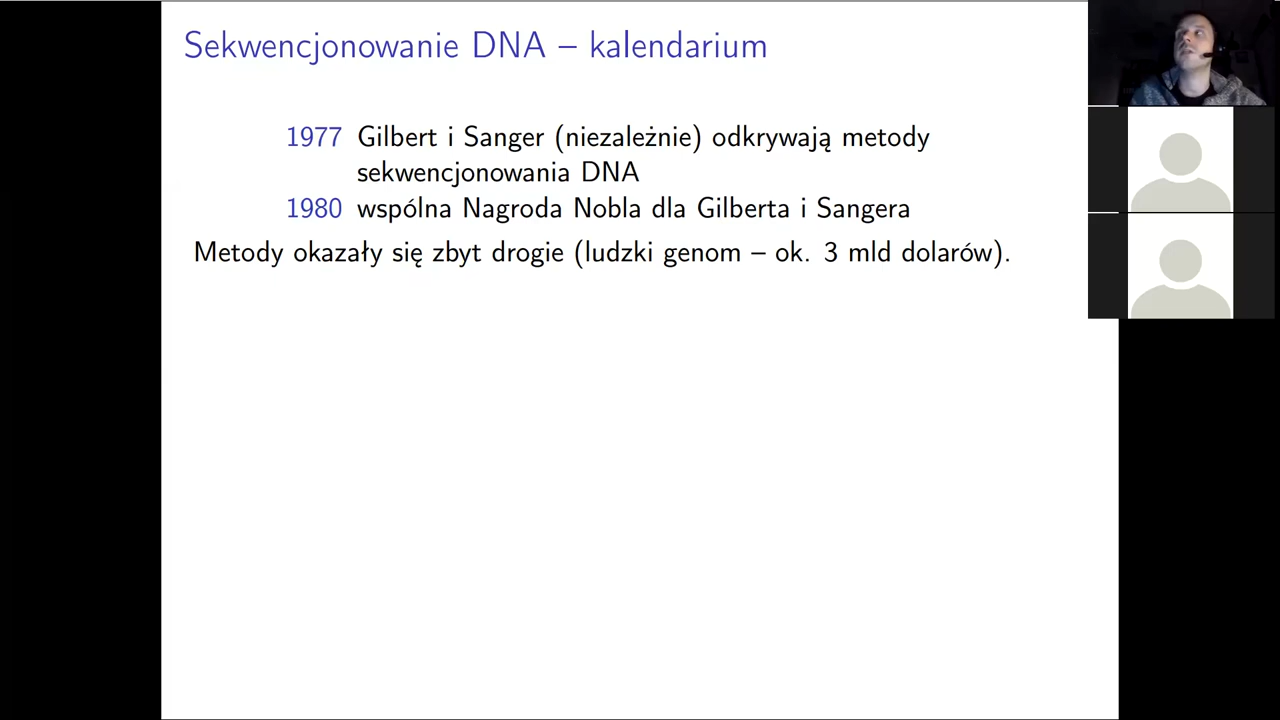 Sekwencjonowanie DNA – kalendarium
1977 Gilbert i Sanger (niezależnie) odkrywają metody
sekwencjonowania DNA
1980 wspólna Nagroda Nobla dla Gilberta i Sangera
Metody okazały się zbyt drogie (ludzki genom – ok. 3 mld dolarów).